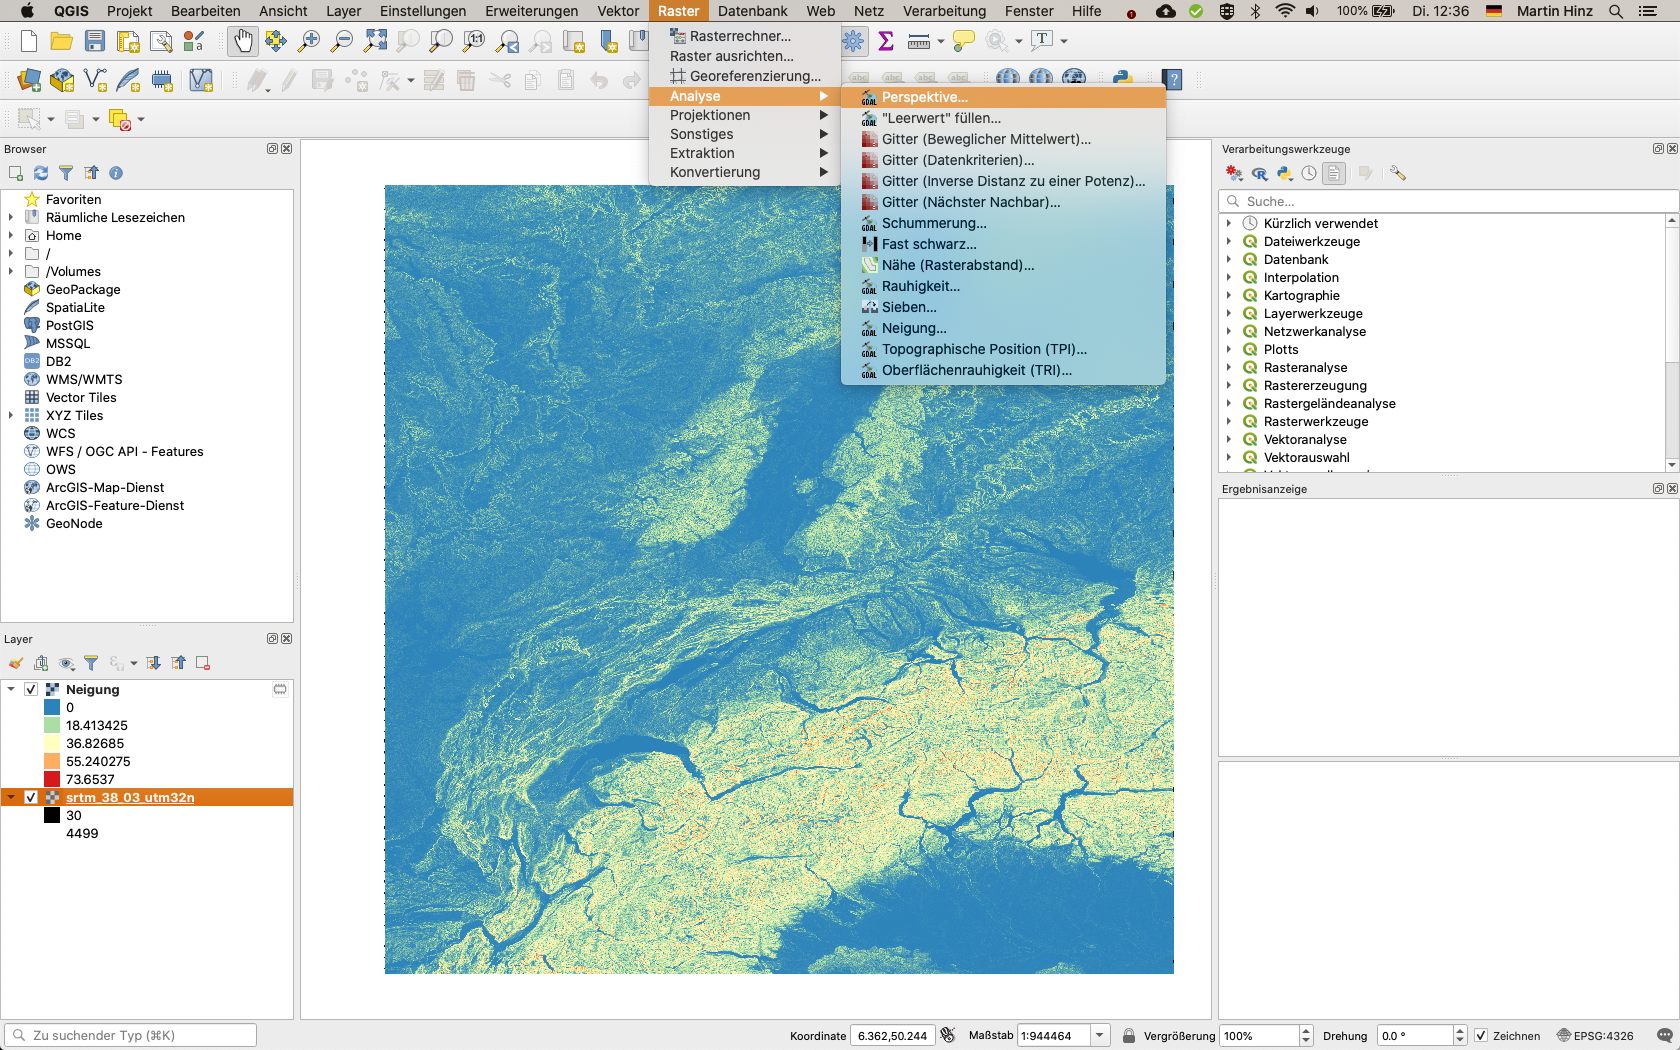 QGIS Projekt Bearbeiten Ansicht Layer Einstellungen Erweiterungen Vektor Raster Datenbank Web Netz Verarbeitung Fenster Hilfe 100% Di. 12:36 Martin Hinz
Rasterrechner...
Raster ausrichten...
Georeferenzierung...
Analyse
Projektionen
Sonstiges
Extraktion
Konvertierung
Perspektive...
"Leerwert" füllen...
Gitter (Beweglicher Mittelwert)...
Gitter (Datenkriterien)...
Gitter (Inverse Distanz zu einer Potenz)...
Gitter (Nächster Nachbar)...
Schummerung...
Fast schwarz...
Nähe (Rasterabstand)...
Rauhigkeit...
Sieben...
Neigung...
Topographische Position (TPI)...
Oberflächenrauhigkeit (TRI)...
Browser
Favoriten
Räumliche Lesezeichen
Home
/
/Volumes
GeoPackage
SpatiaLite
PostGIS
MSSQL
DB2
WMS/WMTS
Vector Tiles
XYZ Tiles
WCS
WFS / OGC API - Features
OWS
ArcGIS-Map-Dienst
ArcGIS-Feature-Dienst
GeoNode
Layer
Neigung
0
18.413425
36.82685
55.240275
73.6537
srtm_38_03_utm32n
30
4499
Verarbeitungswerkzeuge
Suche...
Kürzlich verwendet
Dateiwerkzeuge
Datenbank
Interpolation
Kartographie
Layerwerkzeuge
Netzwerkanalyse
Plotts
Rasteranalyse
Rastererzeugung
Rastergeländeanalyse
Rasterwerkzeuge
Vektoranalyse
Vektorauswahl
Ergebnisanzeige
Zu suchender Typ (⌘K)
Koordinate 6.362,50.244 Maßstab 1:944464 Vergrößerung 100% Drehung 0.0 ° Zeichnen EPSG:4326